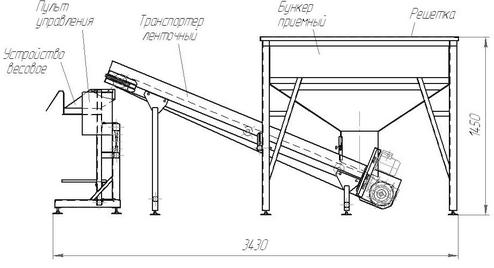 Пульт
управления
Устройство
весовое
Транспортер
ленточный
Бункер
приемный
Решетка
1450
3430